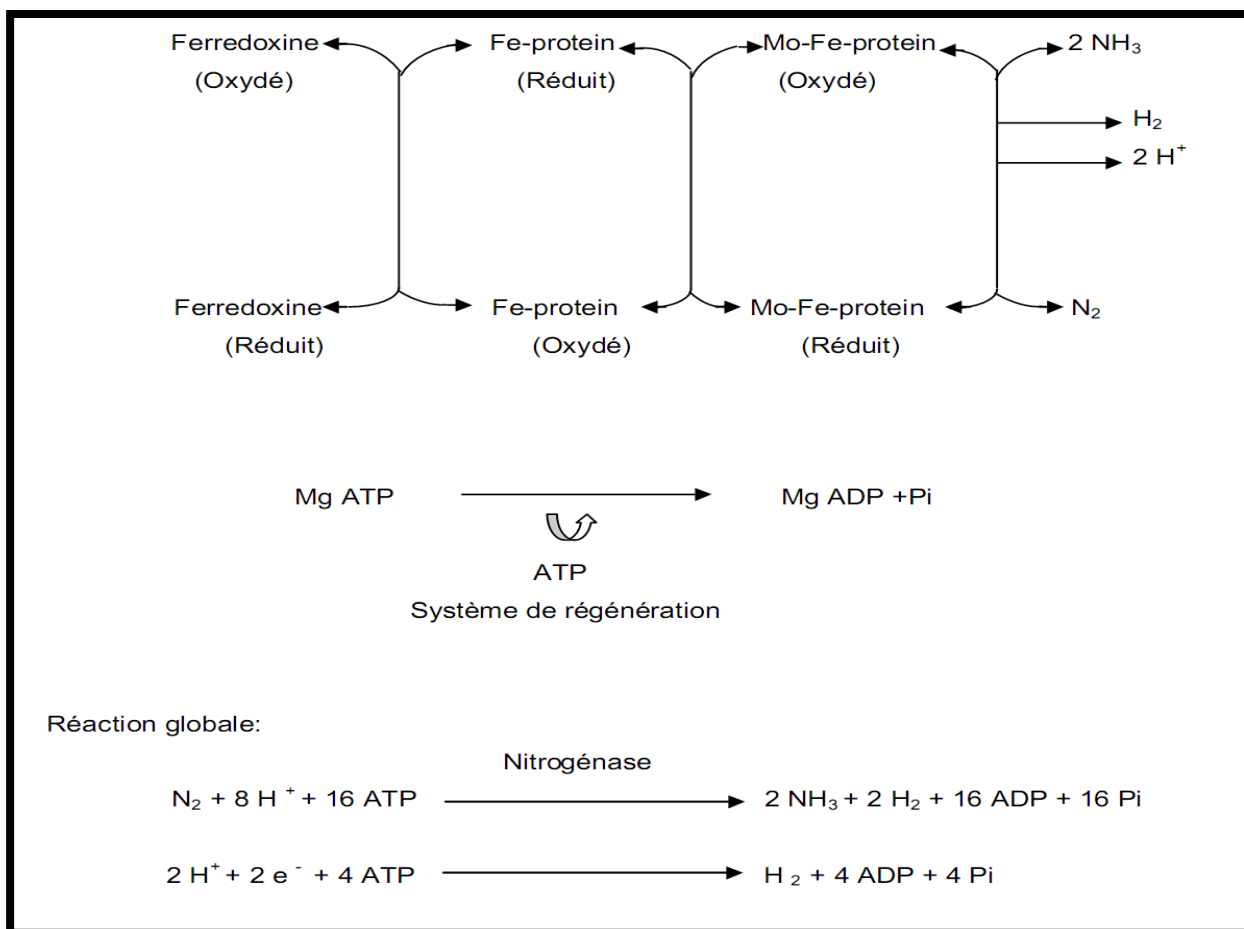 Ferredoxine Fe-protein Mo-Fe-protein 2 NH₃
(Oxydé) (Réduit) (Oxydé)
H₂
2 H⁺
Ferredoxine Fe-protein Mo-Fe-protein N₂
(Réduit) (Oxydé) (Réduit)
Mg ATP Mg ADP +Pi
ATP
Système de régénération
Réaction globale:
Nitrogénase
N₂ + 8 H ⁺ + 16 ATP 2 NH₃ + 2 H₂ + 16 ADP + 16 Pi
2 H⁺ + 2 e ⁻ + 4 ATP H ₂ + 4 ADP + 4 Pi